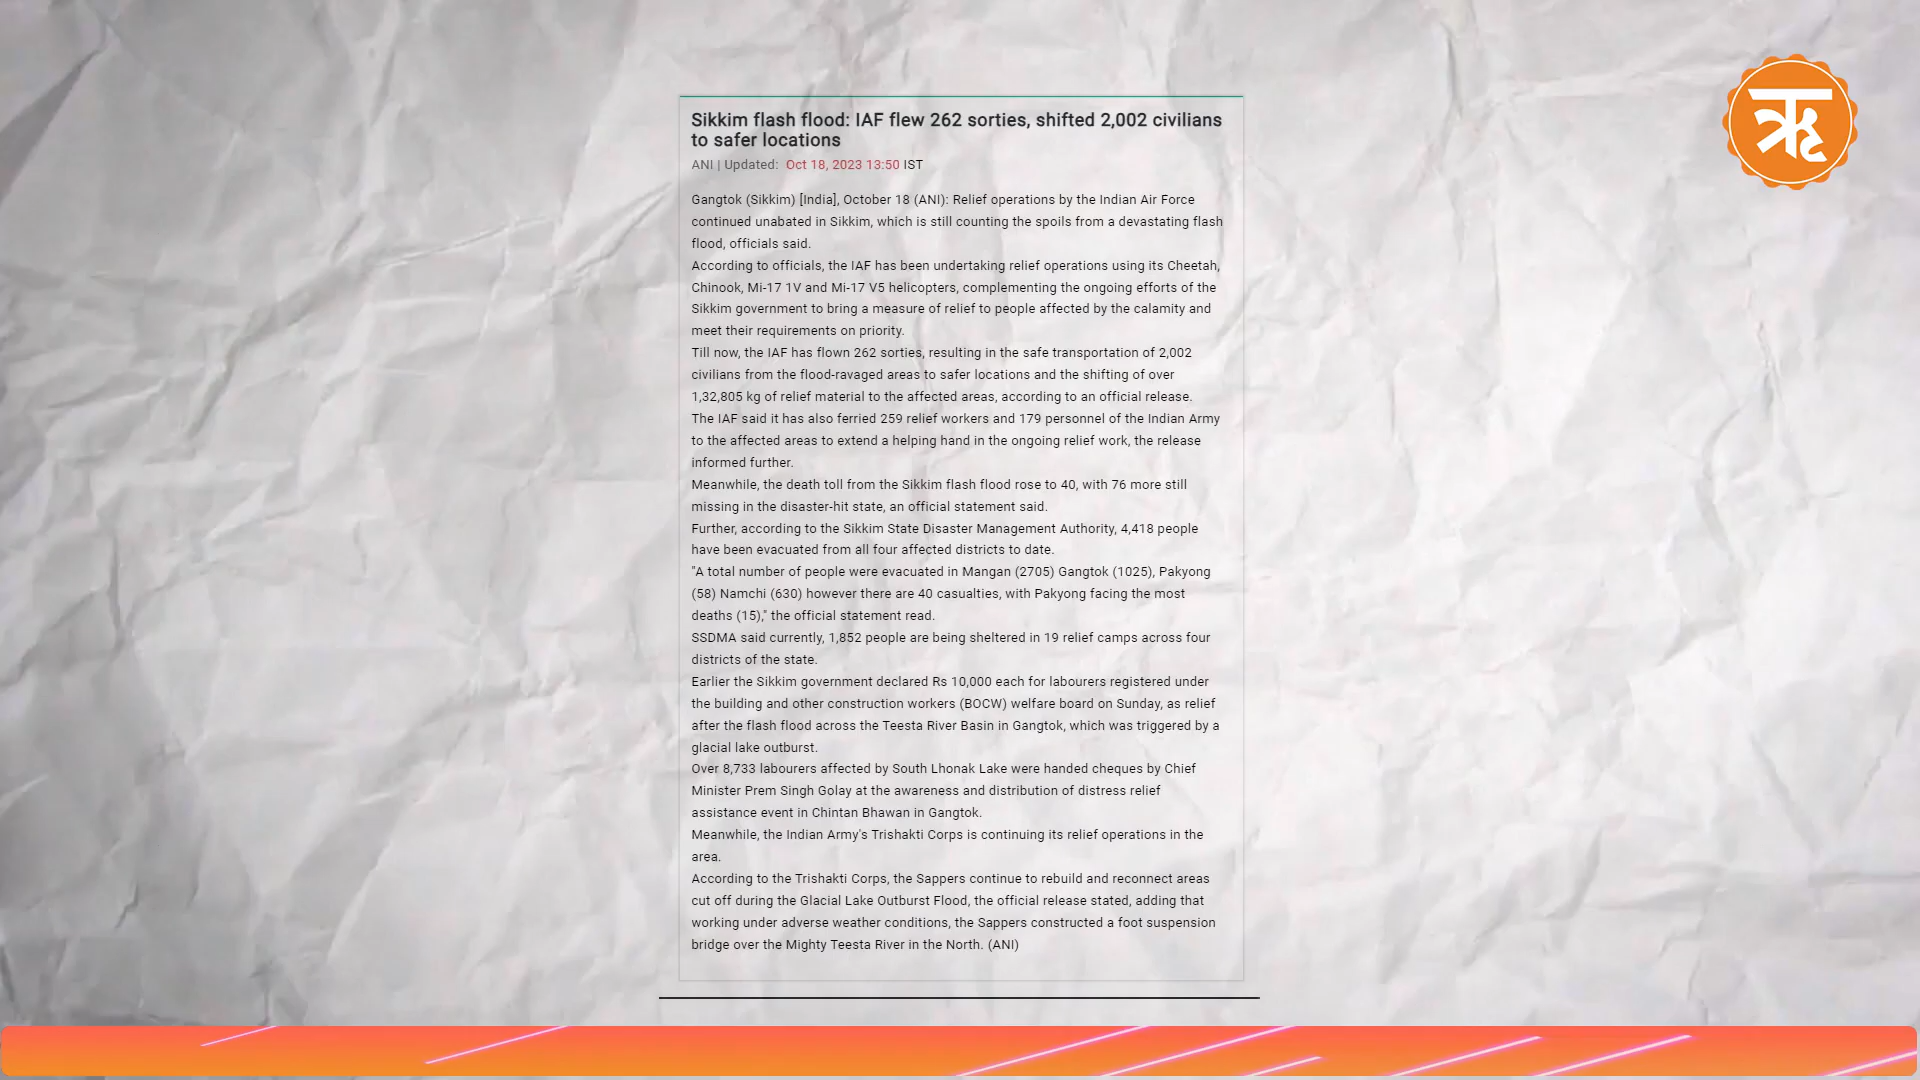 Sikkim flash flood: IAF flew 262 sorties, shifted 2,002 civilians
to safer locations
ANI | Updated: Oct 18, 2023 13:50 IST
ऋ
Gangtok (Sikkim) [India], October 18 (ANI): Relief operations by the Indian Air Force
continued unabated in Sikkim, which is still counting the spoils from a devastating flash
flood, officials said.
According to officials, the IAF has been undertaking relief operations using its Cheetah,
Chinook, Mi-17 1V and Mi-17 V5 helicopters, complementing the ongoing efforts of the
Sikkim government to bring a measure of relief to people affected by the calamity and
meet their requirements on priority.
Till now, the IAF has flown 262 sorties, resulting in the safe transportation of 2,002
civilians from the flood-ravaged areas to safer locations and the shifting of over
1,32,805 kg of relief material to the affected areas, according to an official release.
The IAF said it has also ferried 259 relief workers and 179 personnel of the Indian Army
to the affected areas to extend a helping hand in the ongoing relief work, the release
informed further.
Meanwhile, the death toll from the Sikkim flash flood rose to 40, with 76 more still
missing in the disaster-hit state, an official statement said.
Further, according to the Sikkim State Disaster Management Authority, 4,418 people
have been evacuated from all four affected districts to date.
"A total number of people were evacuated in Mangan (2705) Gangtok (1025), Pakyong
(58) Namchi (630) however there are 40 casualties, with Pakyong facing the most
deaths (15)," the official statement read.
SSDMA said currently, 1,852 people are being sheltered in 19 relief camps across four
districts of the state.
Earlier the Sikkim government declared Rs 10,000 each for labourers registered under
the building and other construction workers (BOCW) welfare board on Sunday, as relief
after the flash flood across the Teesta River Basin in Gangtok, which was triggered by a
glacial lake outburst.
Over 8,733 labourers affected by South Lhonak Lake were handed cheques by Chief
Minister Prem Singh Golay at the awareness and distribution of distress relief
assistance event in Chintan Bhawan in Gangtok.
Meanwhile, the Indian Army's Trishakti Corps is continuing its relief operations in the
area.
According to the Trishakti Corps, the Sappers continue to rebuild and reconnect areas
cut off during the Glacial Lake Outburst Flood, the official release stated, adding that
working under adverse weather conditions, the Sappers constructed a foot suspension
bridge over the Mighty Teesta River in the North. (ANI)